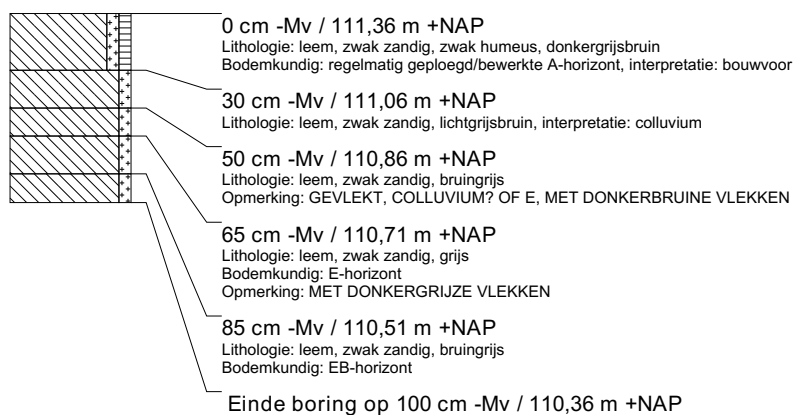 0 cm -Mv / 111,36 m +NAP
Lithologie: leem, zwak zandig, zwak humeus, donkergrijsbruin
Bodemkundig: regelmatig geploegd/bewerkte A-horizont, interpretatie: bouwvoor
30 cm -Mv / 111,06 m +NAP
Lithologie: leem, zwak zandig, lichtgrijsbruin, interpretatie: colluvium
50 cm -Mv / 110,86 m +NAP
Lithologie: leem, zwak zandig, bruingrijs
Opmerking: GEVLEKT, COLLUVIUM? OF E, MET DONKERBRUINE VLEKKEN
65 cm -Mv / 110,71 m +NAP
Lithologie: leem, zwak zandig, grijs
Bodemkundig: E-horizont
Opmerking: MET DONKERGRIJZE VLEKKEN
85 cm -Mv / 110,51 m +NAP
Lithologie: leem, zwak zandig, bruingrijs
Bodemkundig: EB-horizont
Einde boring op 100 cm -Mv / 110,36 m +NAP